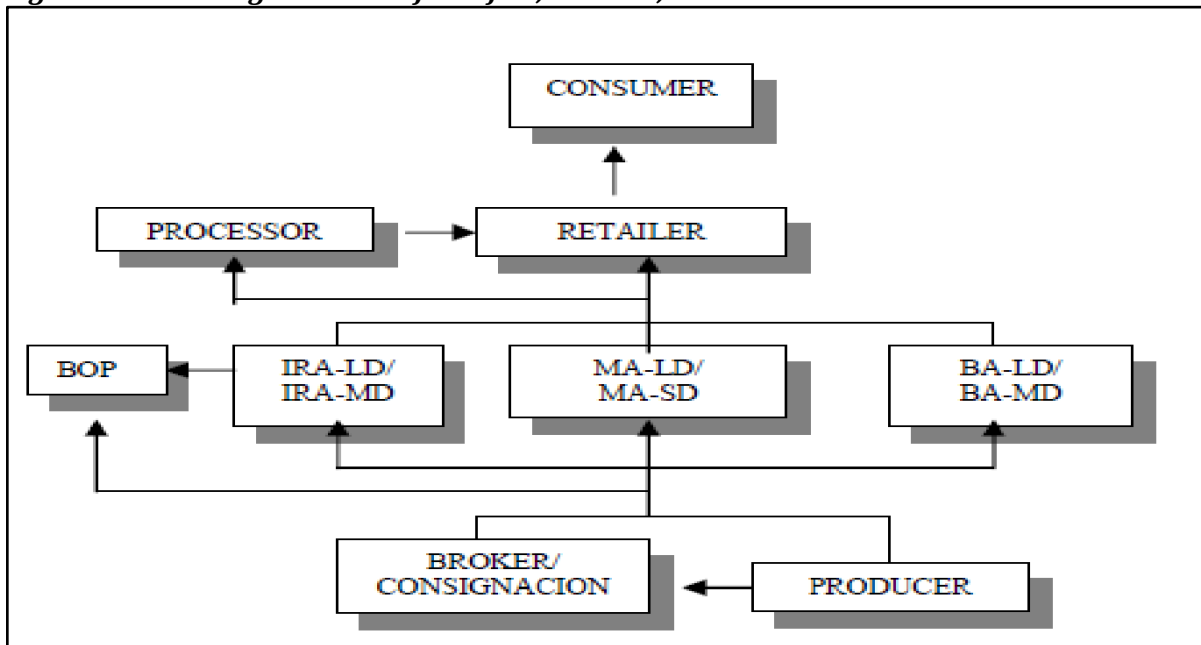 CONSUMER
PROCESSOR
RETAILER
BOP
IRA-LD/
IRA-MD
MA-LD/
MA-SD
BA-LD/
BA-MD
BROKER/
CONSIGNACION
PRODUCER